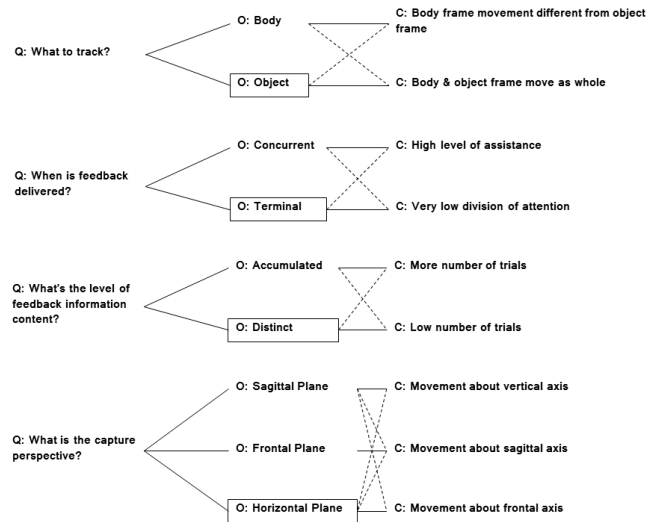 O: Body
C: Body frame movement different from object
frame
Q: What to track?
O: Object
C: Body & object frame move as whole
O: Concurrent
C: High level of assistance
Q: When is feedback
delivered?
O: Terminal
C: Very low division of attention
O: Accumulated
C: More number of trials
Q: What's the level of
feedback information
content?
O: Distinct
C: Low number of trials
O: Sagittal Plane
C: Movement about vertical axis
Q: What is the capture
perspective?
O: Frontal Plane
C: Movement about sagittal axis
O: Horizontal Plane
C: Movement about frontal axis